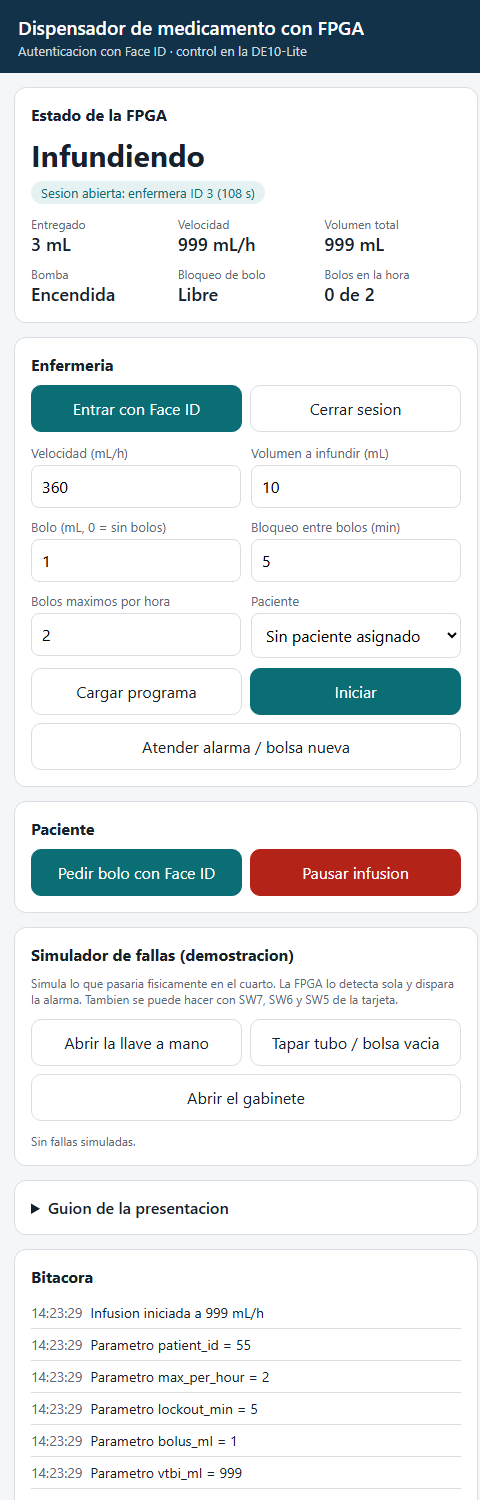 Dispensador de medicamento con FPGA
Autenticacion con Face ID · control en la DE10-Lite
Estado de la FPGA
Infundiendo
Sesion abierta: enfermera ID 3 (108 s)
Entregado Velocidad Volumen total
3 mL 999 mL/h 999 mL
Bomba Bloqueo de bolo Bolos en la hora
Encendida Libre 0 de 2
Enfermeria
Entrar con Face ID Cerrar sesion
Velocidad (mL/h) Volumen a infundir (mL)
360 10
Bolo (mL, 0 = sin bolos) Bloqueo entre bolos (min)
1 5
Bolos maximos por hora Paciente
2 Sin paciente asignado
Cargar programa Iniciar
Atender alarma / bolsa nueva
Paciente
Pedir bolo con Face ID Pausar infusion
Simulador de fallas (demostracion)
Simula lo que pasaria fisicamente en el cuarto. La FPGA lo detecta sola y dispara
la alarma. Tambien se puede hacer con SW7, SW6 y SW5 de la tarjeta.
Abrir la llave a mano Tapar tubo / bolsa vacia
Abrir el gabinete
Sin fallas simuladas.
Guion de la presentacion
Bitacora
14:23:29 Infusion iniciada a 999 mL/h
14:23:29 Parametro patient_id = 55
14:23:29 Parametro max_per_hour = 2
14:23:29 Parametro lockout_min = 5
14:23:29 Parametro bolus_ml = 1
14:23:29 Parametro vtbi_ml = 999